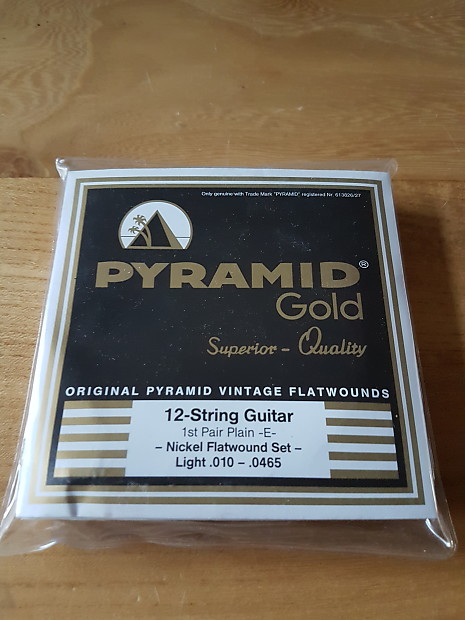 Only genuine with Trade Mark "PYRAMID" registered Nr. 613826/27
PYRAMID®
Gold
Superior - Quality
ORIGINAL PYRAMID VINTAGE FLATWOUNDS
12-String Guitar
1st Pair Plain -E-
– Nickel Flatwound Set –
Light .010 – .0465